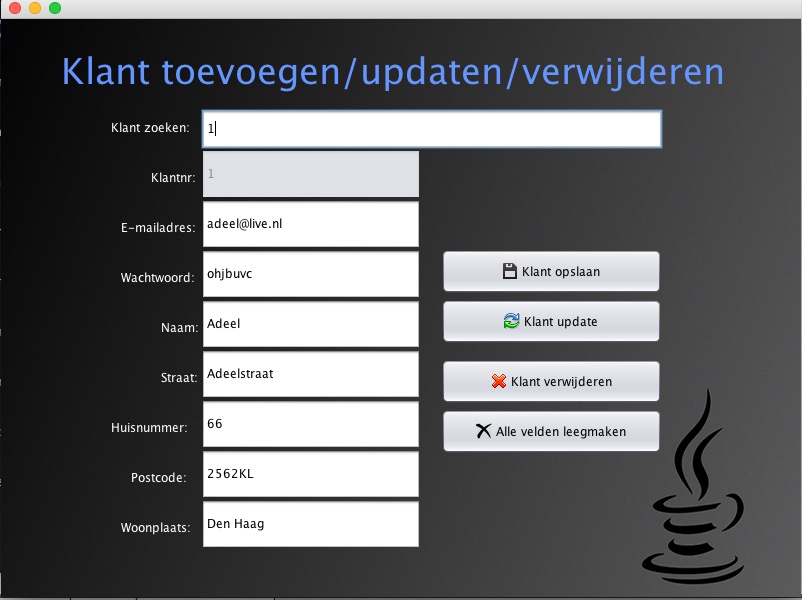 Klant toevoegen/updaten/verwijderen
Klant zoeken: 1
Klantnr: 1
E-mailadres: adeel@live.nl
Wachtwoord: ohjbuvc
Klant opslaan
Naam: Adeel
Klant update
Straat: Adeelstraat
Klant verwijderen
Huisnummer: 66
Alle velden leegmaken
Postcode: 2562KL
Woonplaats: Den Haag